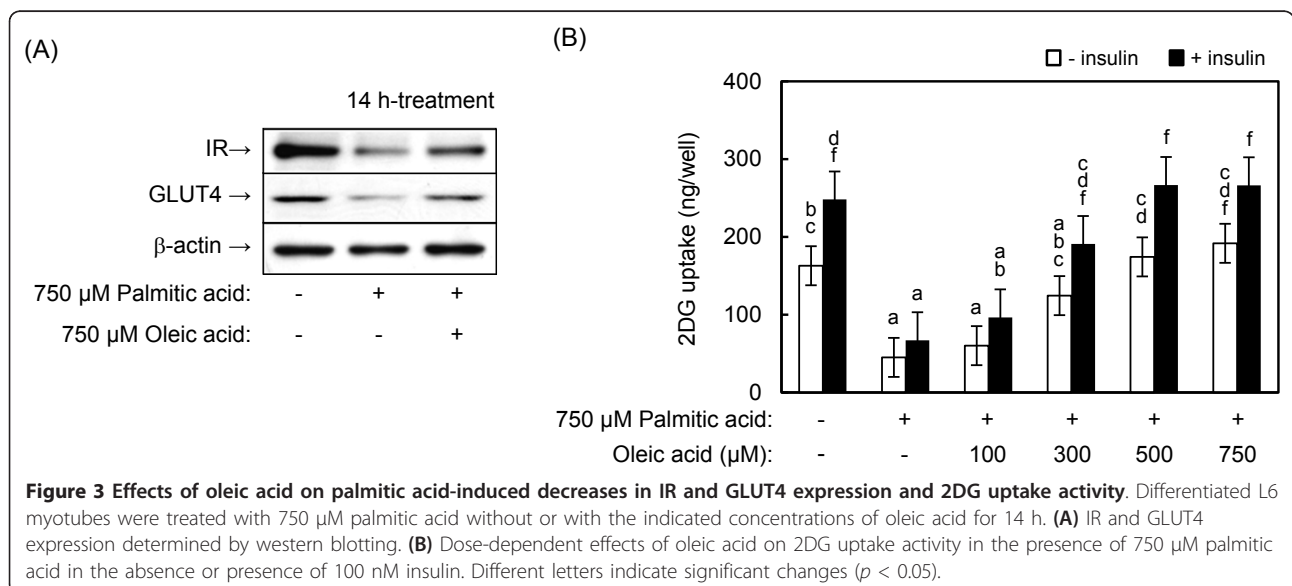 (A)
14 h-treatment
IR→
GLUT4 →
β-actin →
750 µM Palmitic acid: - + +
750 µM Oleic acid: - - +
(B)
- insulin + insulin
2DG uptake (ng/well)
400
300
200
100
0
b
c
d
f
a
a
a
a
b
a
b
c
c
d
f
c
d
f
c
d
f
f
750 µM Palmitic acid: - + + + + +
Oleic acid (µM): - - 100 300 500 750
Figure 3 Effects of oleic acid on palmitic acid-induced decreases in IR and GLUT4 expression and 2DG uptake activity. Differentiated L6
myotubes were treated with 750 µM palmitic acid without or with the indicated concentrations of oleic acid for 14 h. (A) IR and GLUT4
expression determined by western blotting. (B) Dose-dependent effects of oleic acid on 2DG uptake activity in the presence of 750 µM palmitic
acid in the absence or presence of 100 nM insulin. Different letters indicate significant changes (p < 0.05).